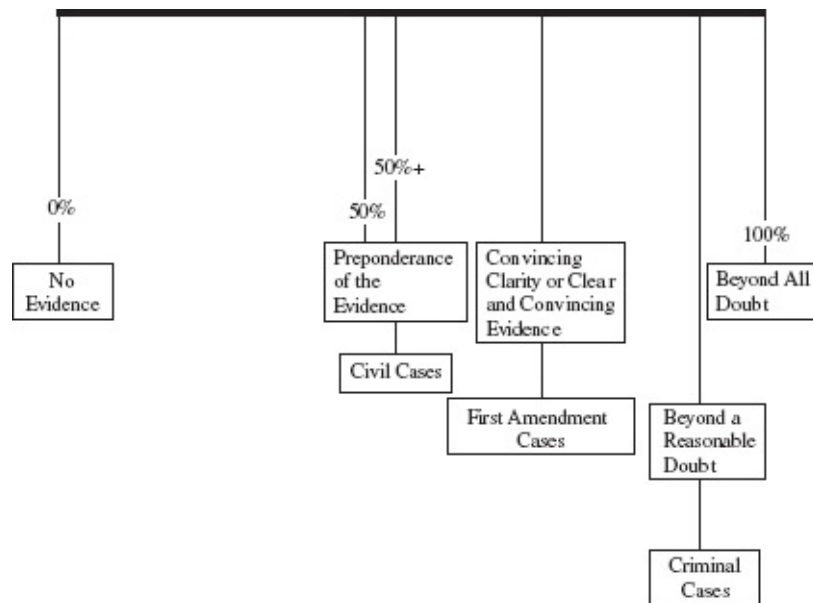 50%+
0%
50%
100%
No
Evidence
Preponderance
of the
Evidence
Convincing
Clarity or Clear
and Convincing
Evidence
Beyond All
Doubt
Civil Cases
First Amendment
Cases
Beyond a
Reasonable
Doubt
Criminal
Cases